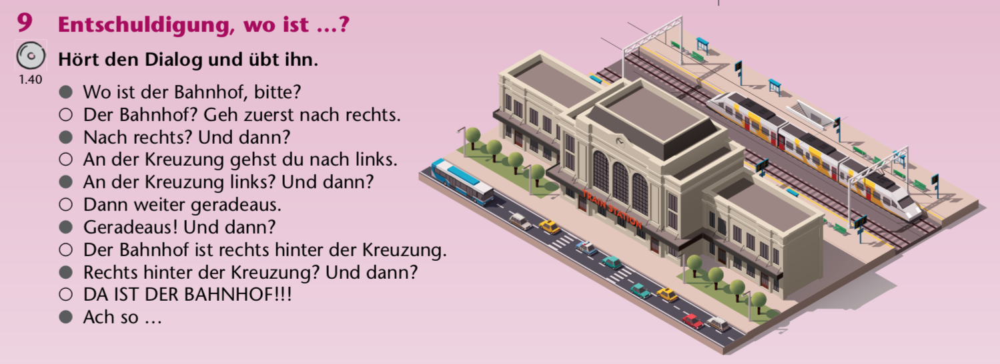 9 Entschuldigung, wo ist ...?
Hört den Dialog und übt ihn.
1.40
● Wo ist der Bahnhof, bitte?
○ Der Bahnhof? Geh zuerst nach rechts.
● Nach rechts? Und dann?
○ An der Kreuzung gehst du nach links.
● An der Kreuzung links? Und dann?
○ Dann weiter geradeaus.
● Geradeaus! Und dann?
○ Der Bahnhof ist rechts hinter der Kreuzung.
● Rechts hinter der Kreuzung? Und dann?
○ DA IST DER BAHNHOF!!!
● Ach so ...
TRAIN STATION